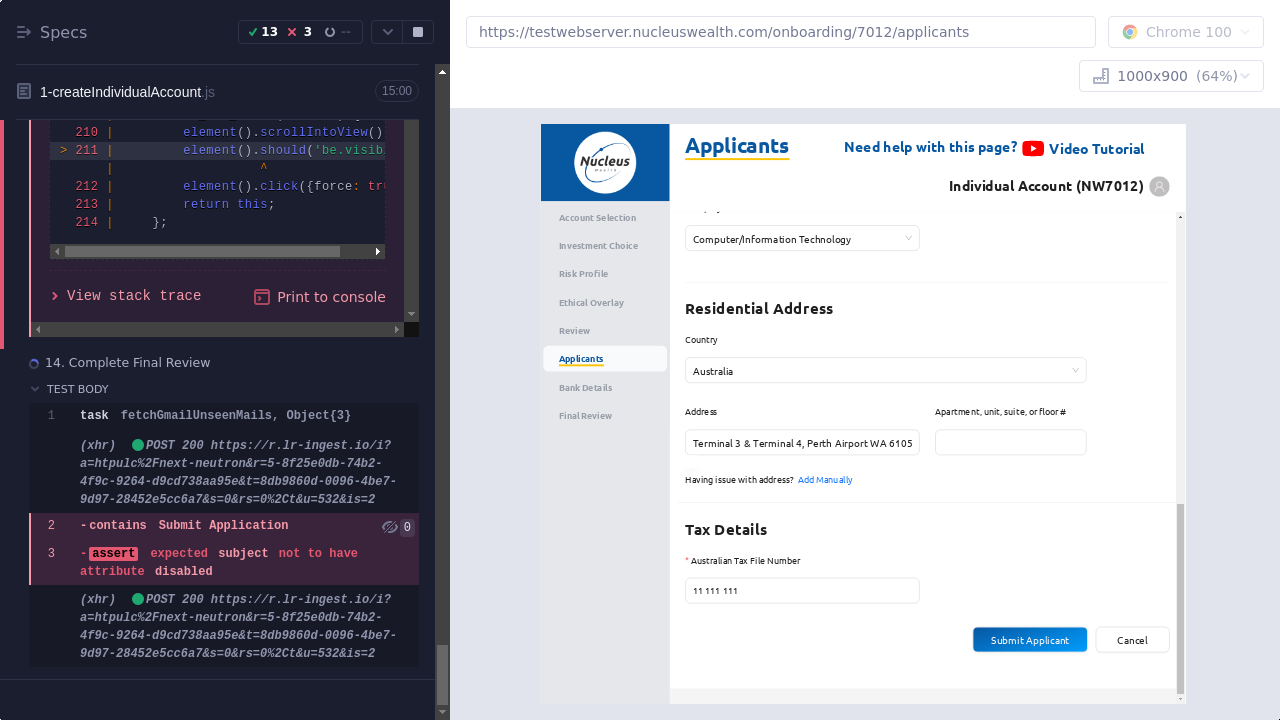 Specs
13
3
--
1-createIndividualAccount.js
15:00
210 | element().scrollIntoView()
> 211 | element().should('be.visib
| ^
212 | element().click({force: tru
213 | return this;
214 | };
View stack trace
Print to console
14. Complete Final Review
TEST BODY
1 task fetchGmailUnseenMails, Object{3}
(xhr) POST 200 https://r.lr-ingest.io/i?
a=htpulc%2Fnext-neutron&r=5-8f25e0db-74b2-
4f9c-9264-d9cd738aa95e&t=8db9860d-0096-4be7-
9d97-28452e5cc6a7&s=0&rs=0%2Ct&u=532&is=2
2 -contains Submit Application 0
3 -assert expected subject not to have
attribute disabled
(xhr) POST 200 https://r.lr-ingest.io/i?
a=htpulc%2Fnext-neutron&r=5-8f25e0db-74b2-
4f9c-9264-d9cd738aa95e&t=8db9860d-0096-4be7-
9d97-28452e5cc6a7&s=0&rs=0%2Ct&u=532&is=2
https://testwebserver.nucleuswealth.com/onboarding/7012/applicants
Chrome 100
1000x900 (64%)
Nucleus
Wealth
Account Selection
Investment Choice
Risk Profile
Ethical Overlay
Review
Applicants
Bank Details
Final Review
Applicants
Need help with this page?
Video Tutorial
Individual Account (NW7012)
Computer/Information Technology
Residential Address
Country
Australia
Address
Apartment, unit, suite, or floor #
Terminal 3 & Terminal 4, Perth Airport WA 6105
Having issue with address? Add Manually
Tax Details
* Australian Tax File Number
11 111 111
Submit Applicant
Cancel